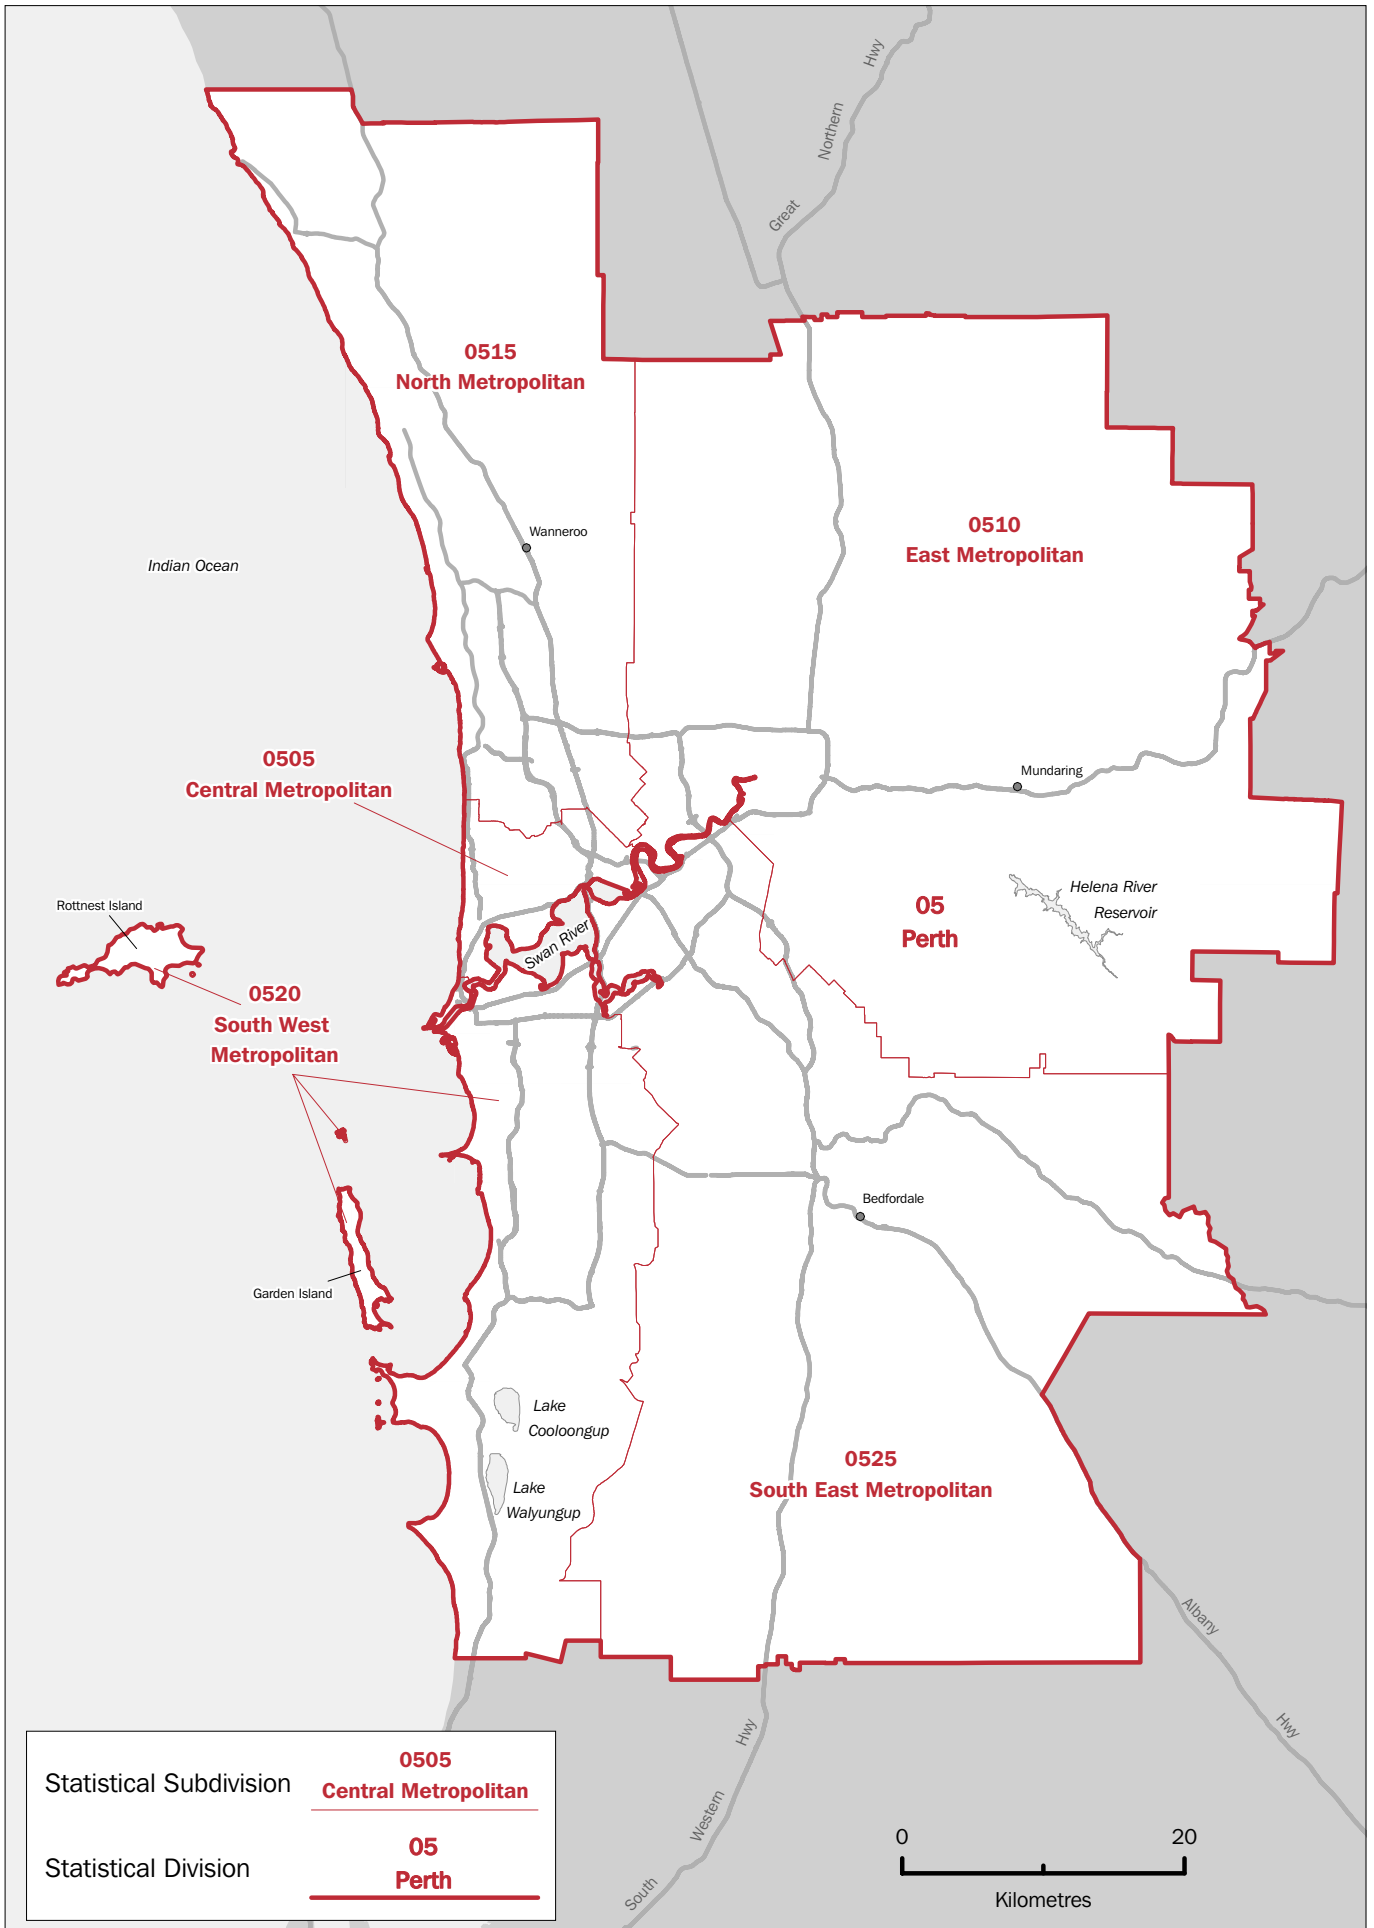 Hwy
Northern
Great
0515
North Metropolitan
Wanneroo
0510
East Metropolitan
Indian Ocean
0505
Central Metropolitan
Mundaring
Helena River
Reservoir
05
Perth
Rottnest Island
Swan River
0520
South West
Metropolitan
Bedfordale
Garden Island
Lake
Cooloongup
Lake
Walyungup
0525
South East Metropolitan
Albany
Hwy
Hwy
Western
South
Statistical Subdivision
0505
Central Metropolitan
Statistical Division
05
Perth
0 20
Kilometres